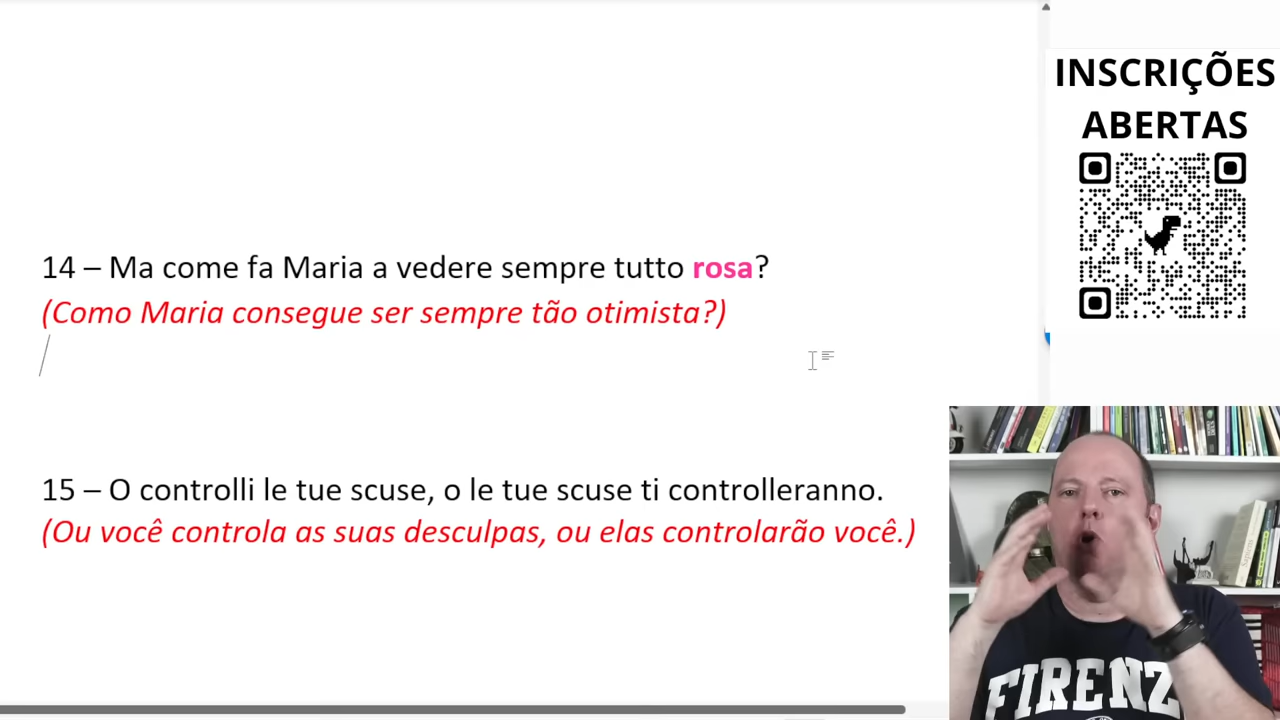 INSCRIÇÕES
ABERTAS
14 – Ma come fa Maria a vedere sempre tutto rosa?
(Como Maria consegue ser sempre tão otimista?)
15 – O controlli le tue scuse, o le tue scuse ti controlleranno.
(Ou você controla as suas desculpas, ou elas controlarão você.)
FIRENZ